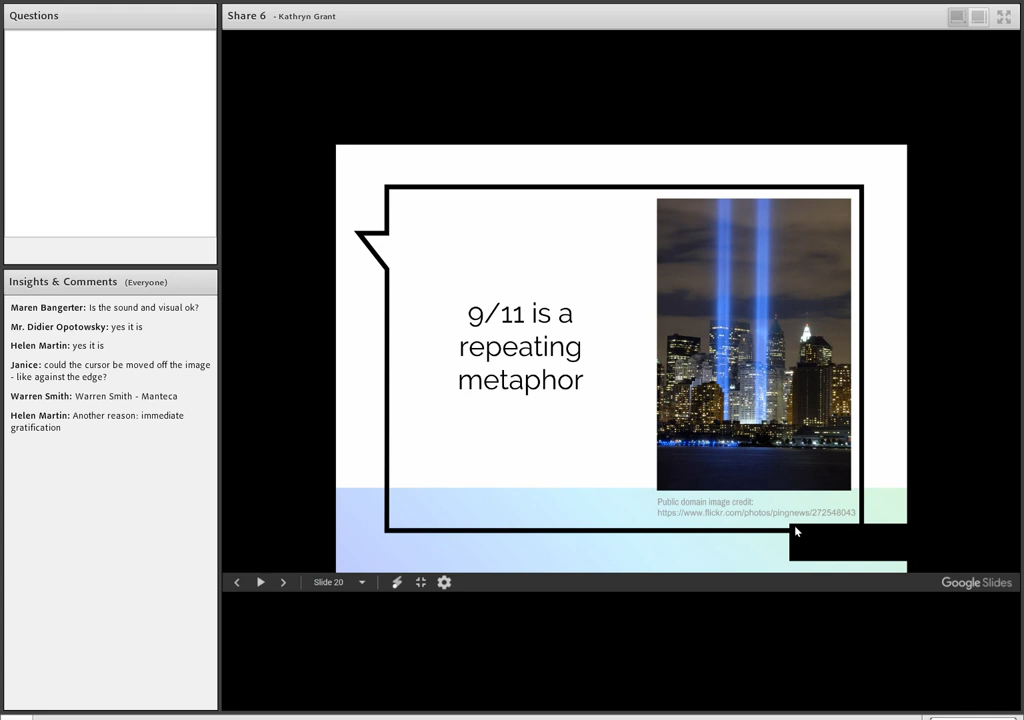 Questions
Share 6 - Kathryn Grant
Insights & Comments (Everyone)
Maren Bangerter: Is the sound and visual ok?
Mr. Didier Opotowsky: yes it is
Helen Martin: yes it is
Janice: could the cursor be moved off the image
- like against the edge?
Warren Smith: Warren Smith - Manteca
Helen Martin: Another reason: immediate
gratification
9/11 is a
repeating
metaphor
Public domain image credit:
https://www.flickr.com/photos/pingnews/272548043
Slide 20
Google Slides